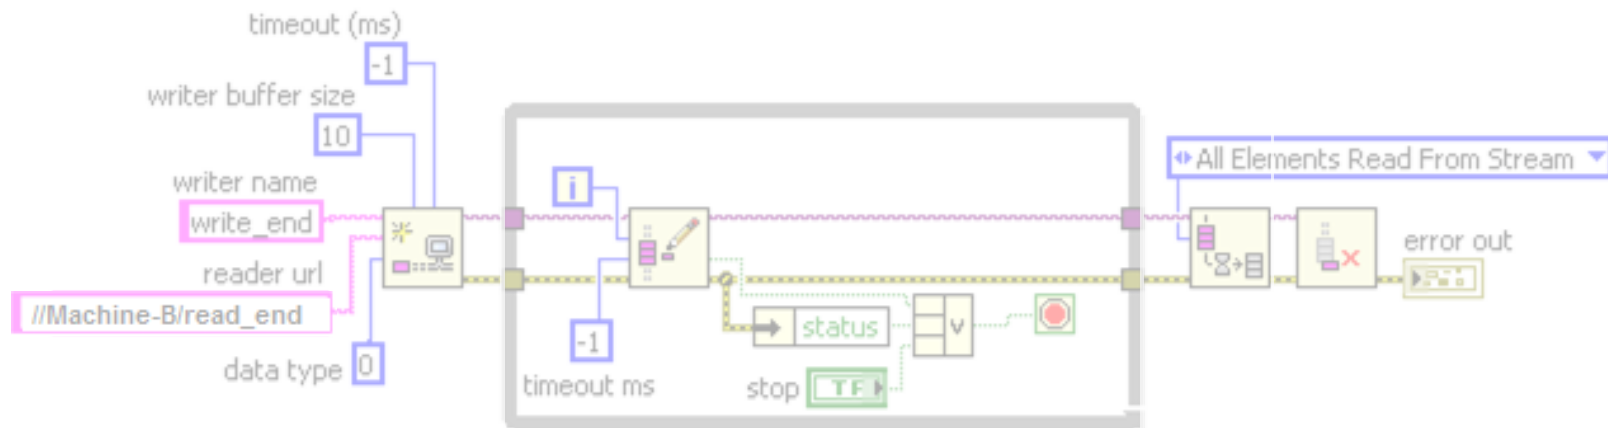 timeout (ms)
-1
writer buffer size
10
writer name
write_end
reader url
//Machine-B/read_end
data type
0
i
-1
timeout ms
status
v
stop
TF
All Elements Read From Stream
error out